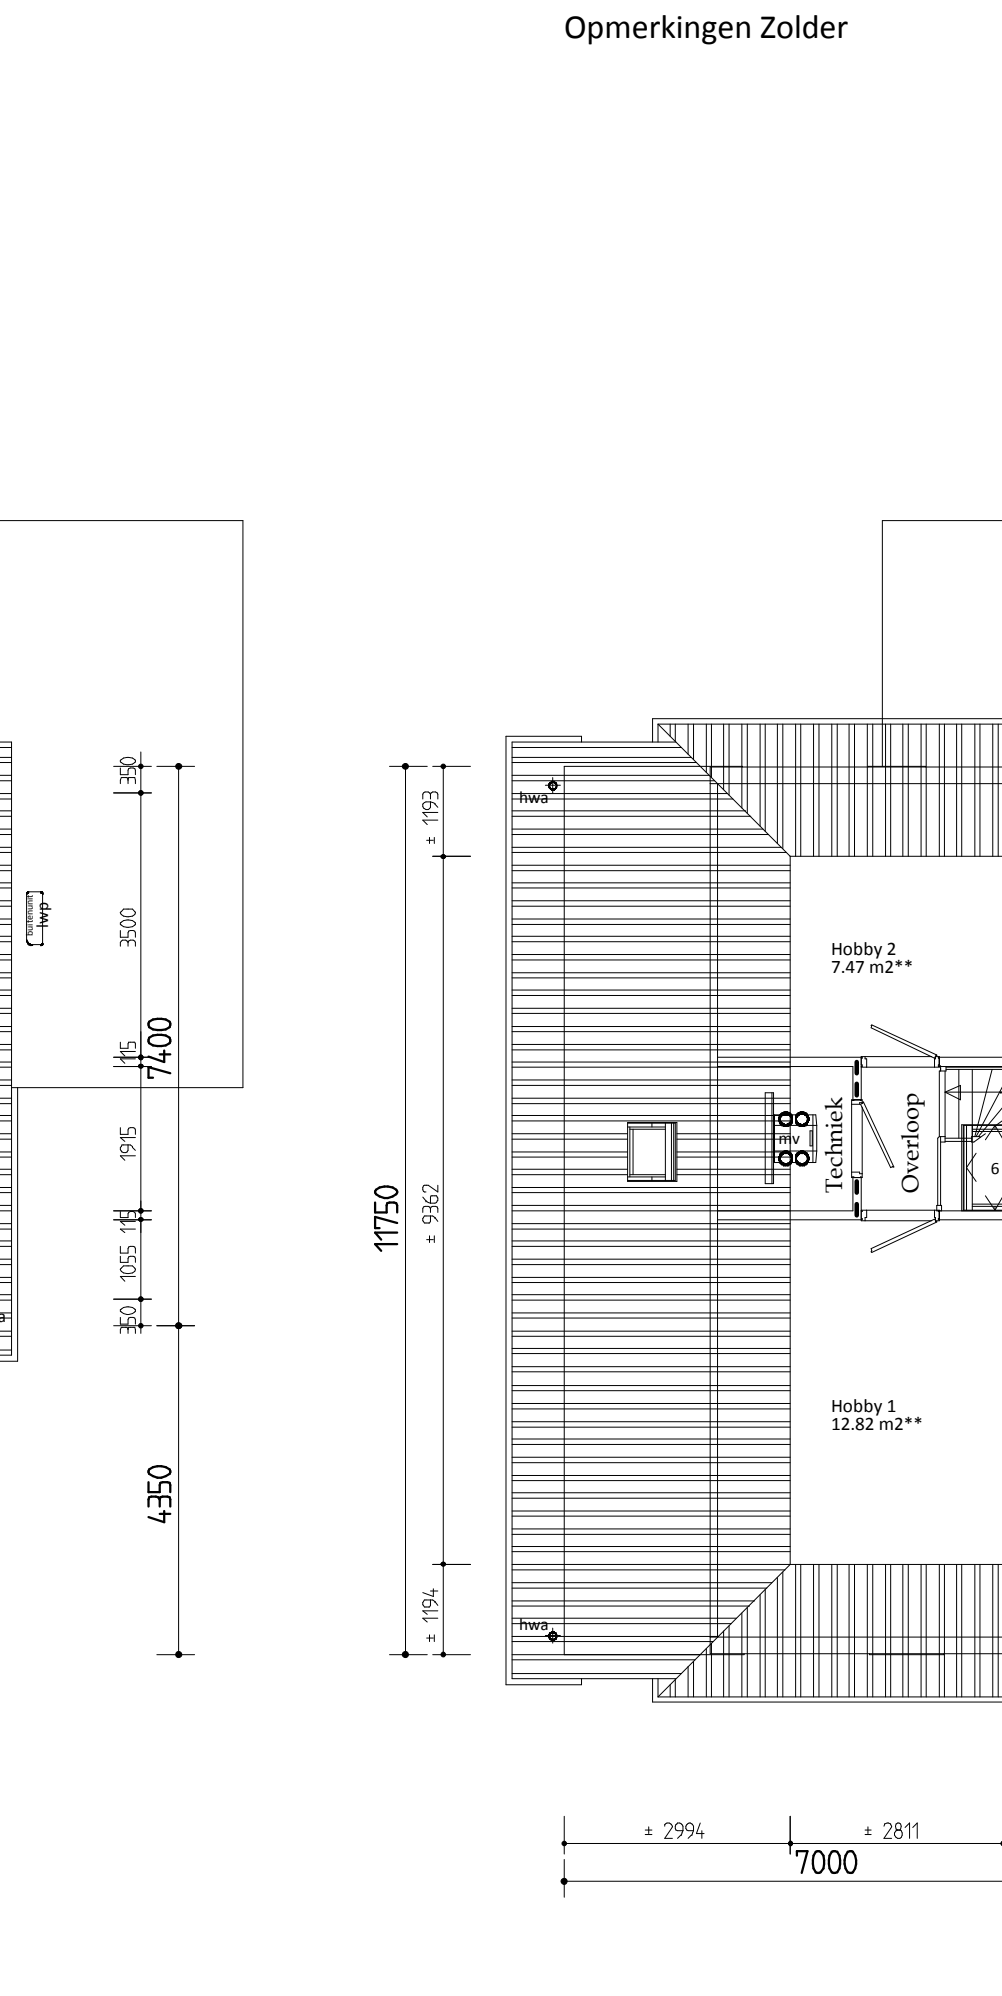 Opmerkingen Zolder
350
3500
115
7400
1915
115
1055
350
4350
buitenunit
lwp
11750
± 1193
± 9362
± 1194
hwa
Hobby 2
7.47 m2**
mv
Techniek
Overloop
6
Hobby 1
12.82 m2**
hwa
± 2994
± 2811
7000